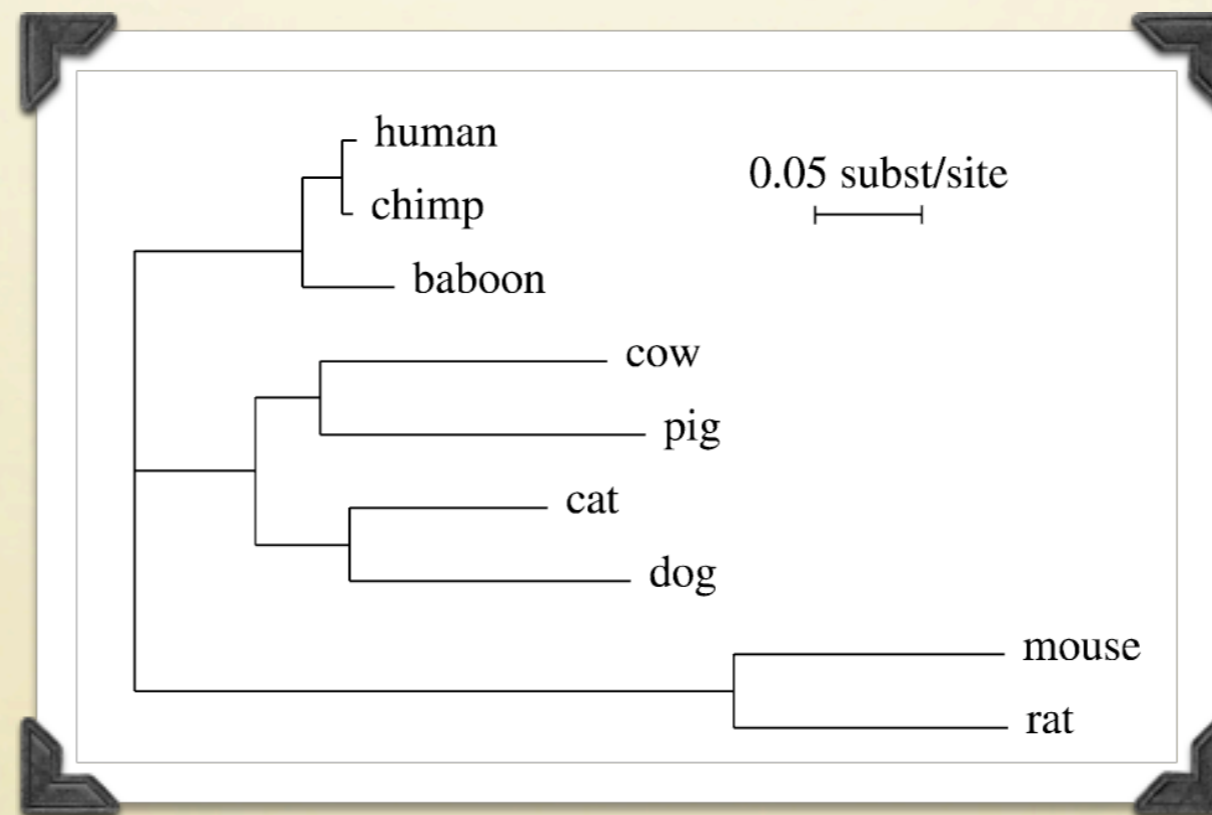 human
0.05 subst/site
chimp
baboon
cow
pig
cat
dog
mouse
rat